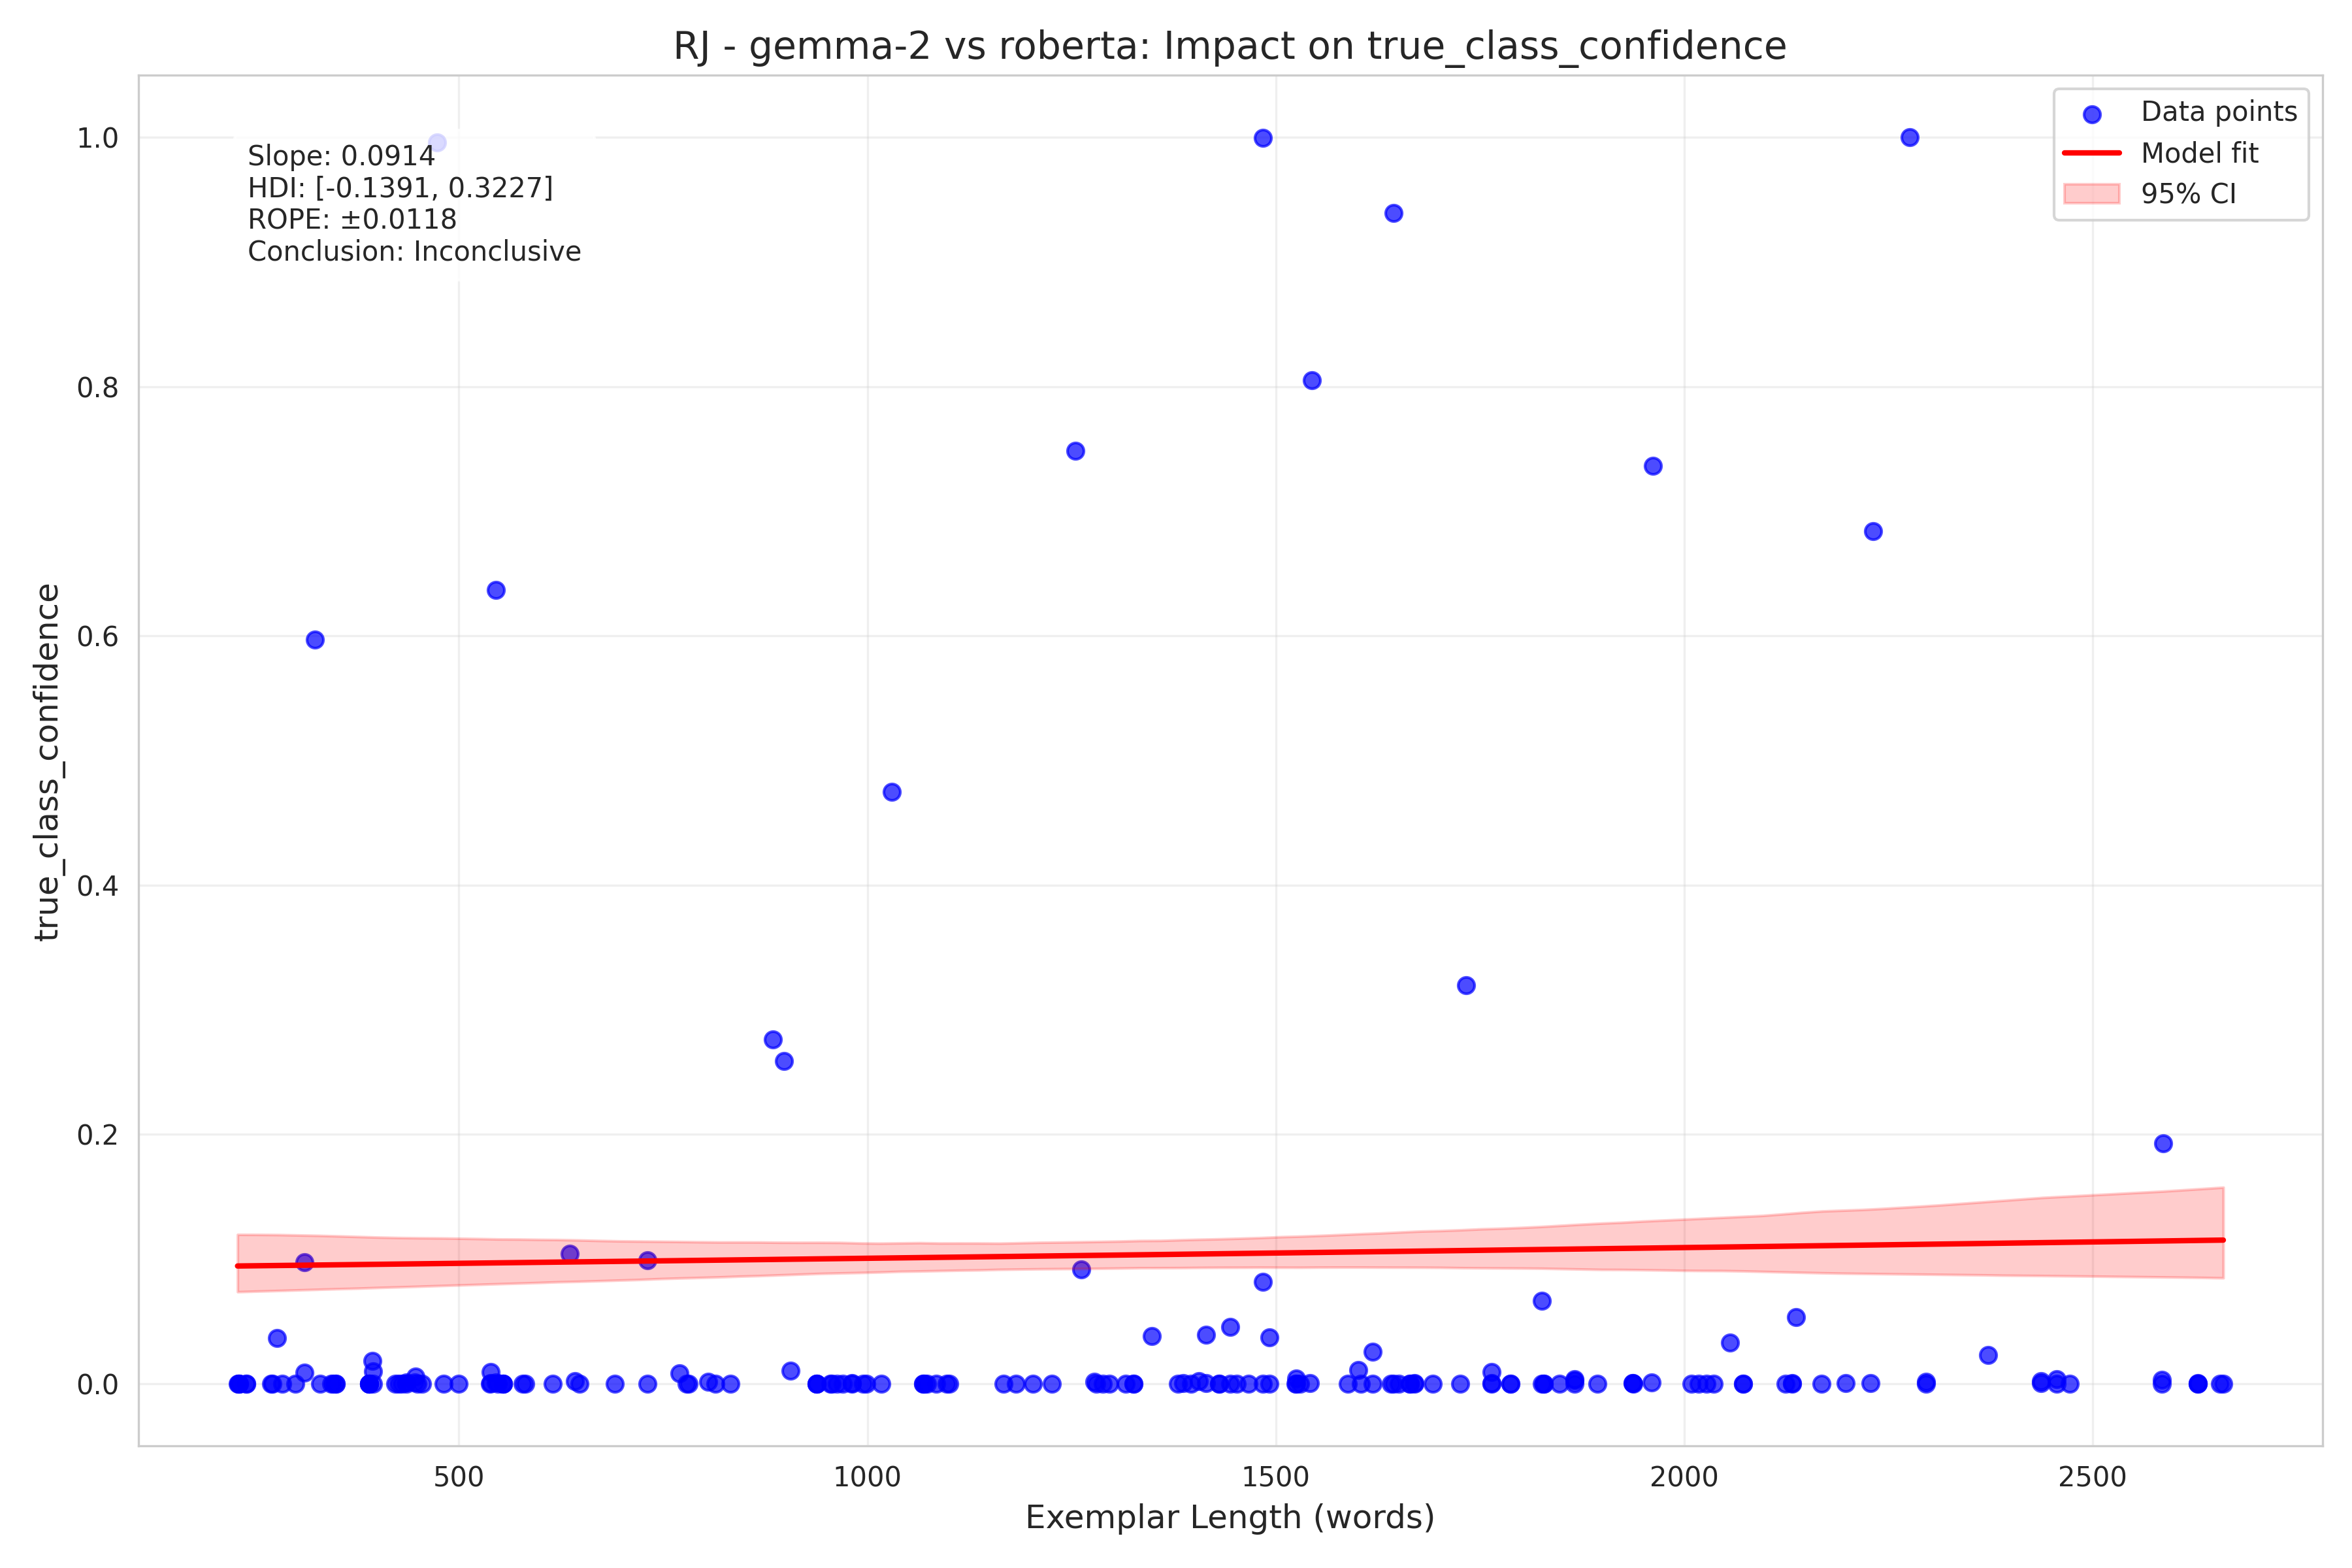 RJ - gemma-2 vs roberta: Impact on true_class_confidence
Slope: 0.0914
HDI: [-0.1391, 0.3227]
ROPE: ±0.0118
Conclusion: Inconclusive
Data points
Model fit
95% CI
true_class_confidence
1.0
0.8
0.6
0.4
0.2
0.0
500
1000
1500
2000
2500
Exemplar Length (words)